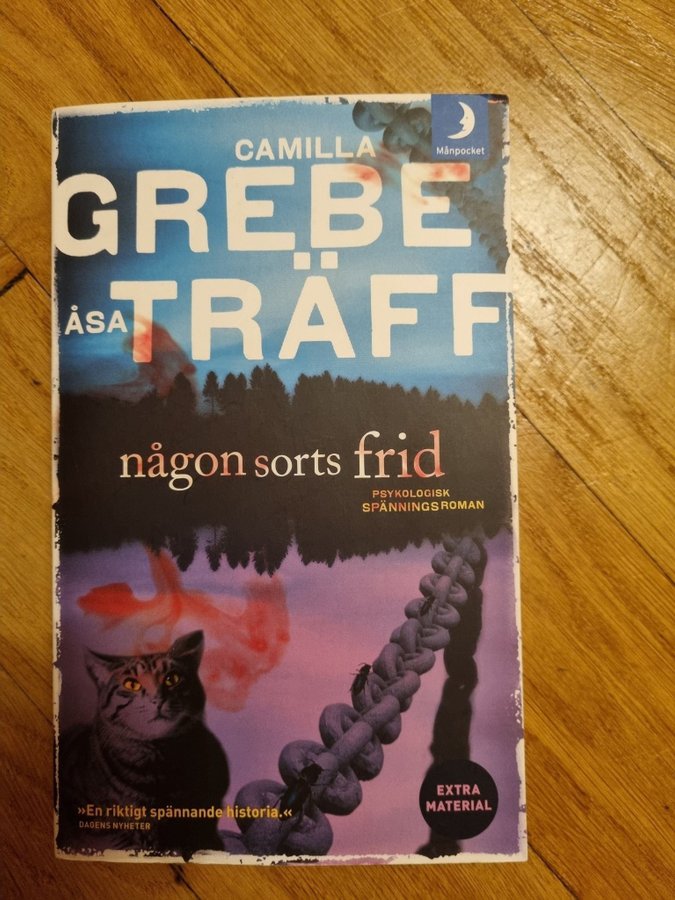 Månpocket
CAMILLA
GREBE
ÅSA TRÄFF
någon sorts frid
PSYKOLOGISK
SPÄNNINGSROMAN
EXTRA
MATERIAL
»En riktigt spännande historia.«
DAGENS NYHETER